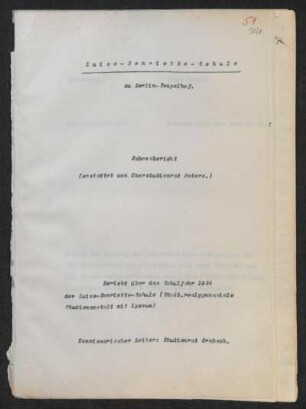 51
Luise-Henriette-Schule
zu Berlin-Tempelhof.
Jahresbericht
(erstattet von Oberstudienrat Peters.)
Bericht über das Schuljahr 1934
der Luise-Henriette-Schule (Städt. realgymnasiale
Studienanstalt mit Lyzeum)
Kommissarischer Leiter: Studienrat